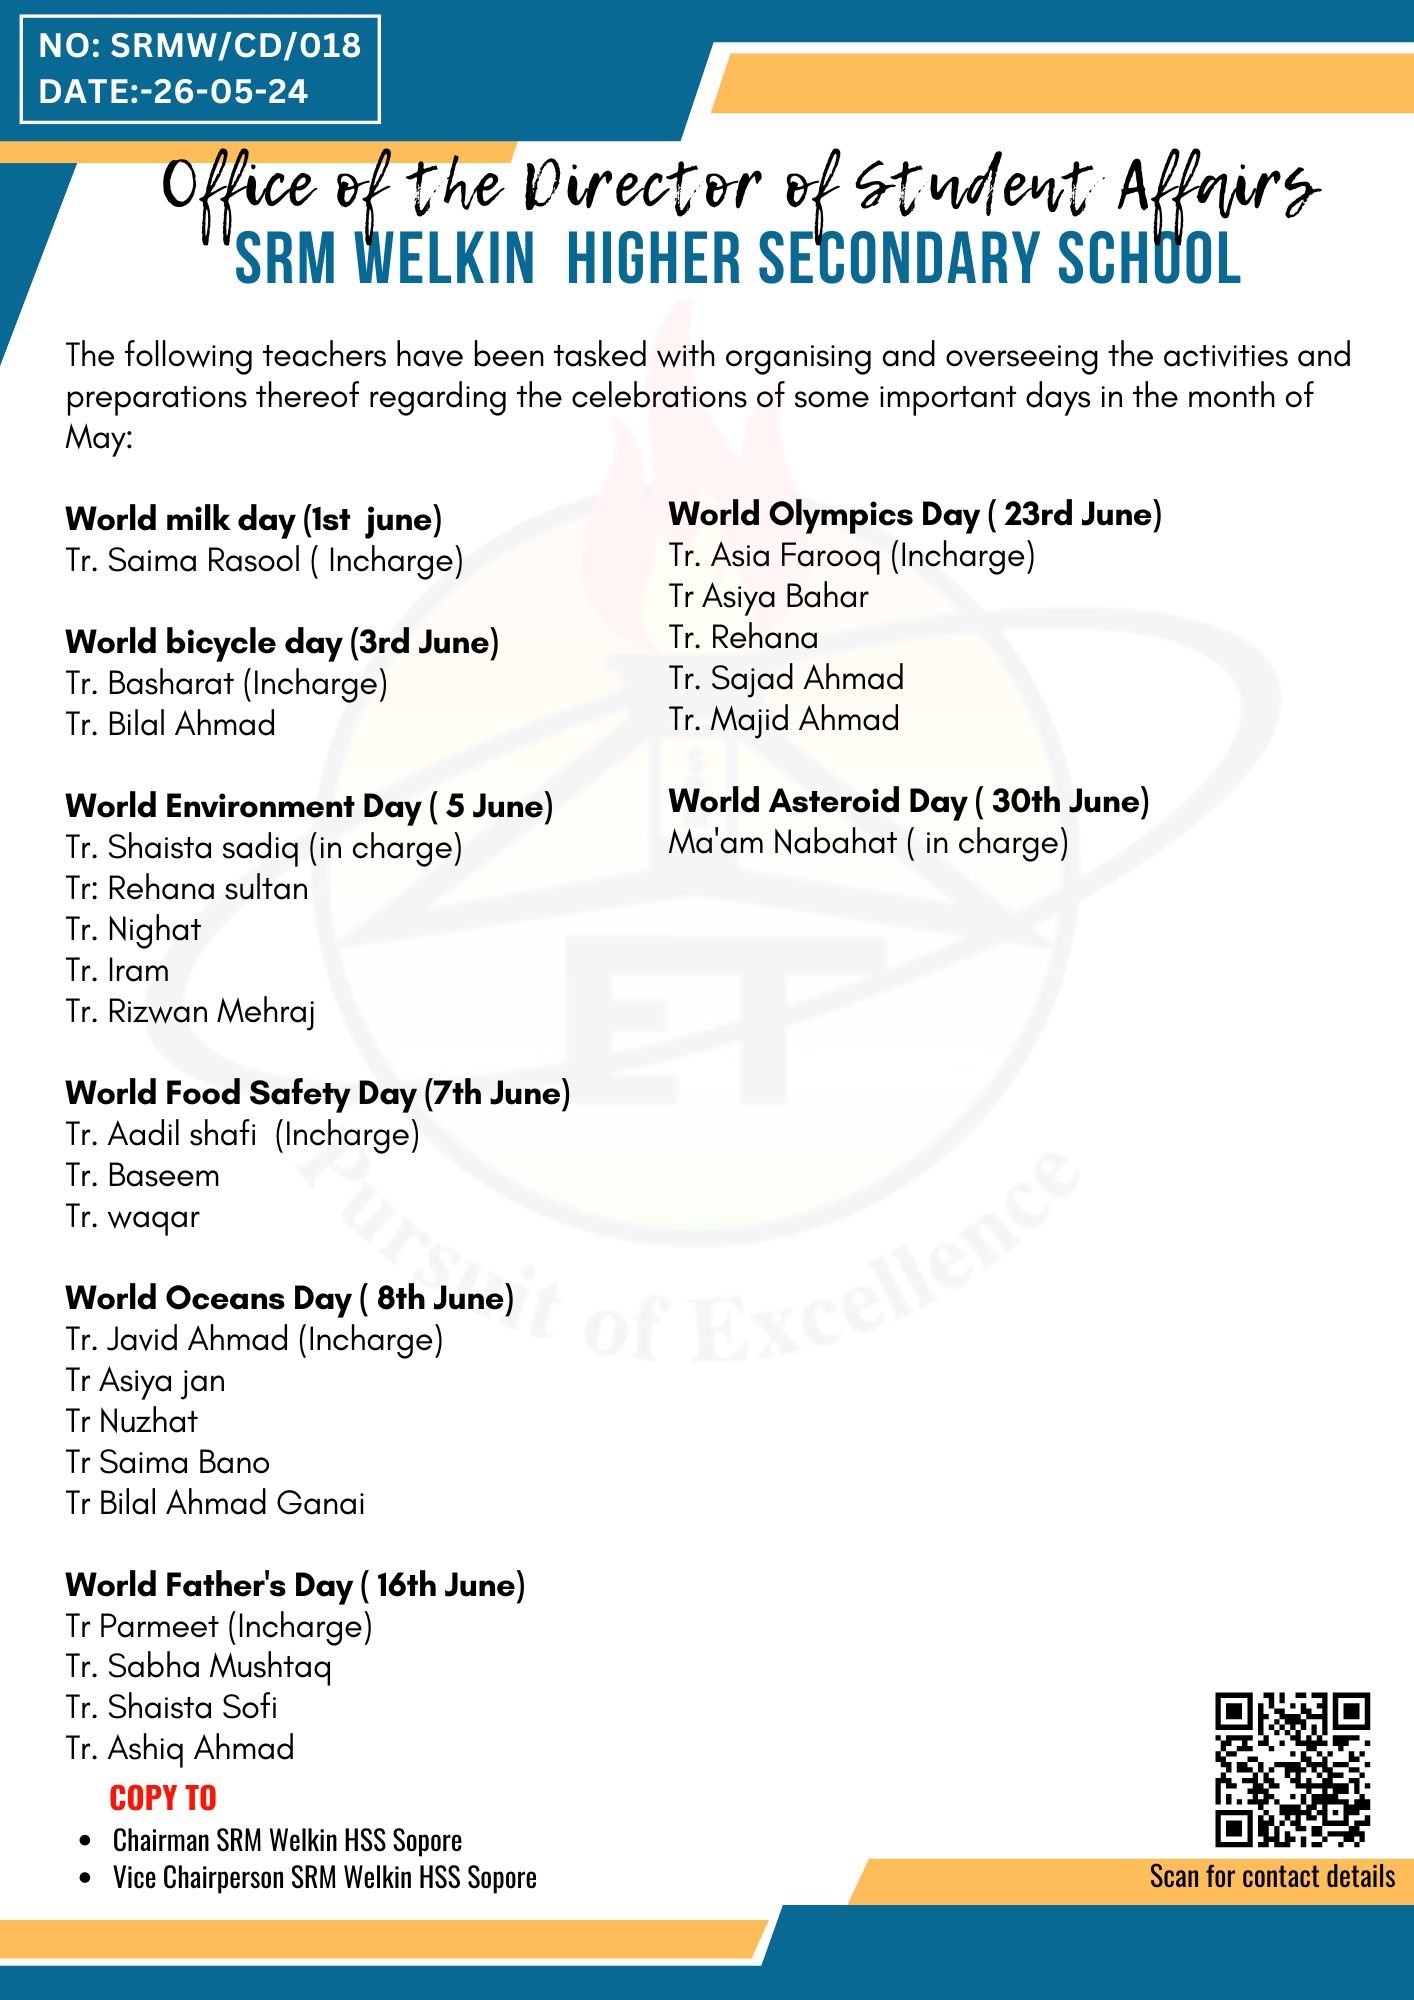 NO: SRMW/CD/018
DATE:-26-05-24
Office of the Director of Student Affairs
SRM WELKIN HIGHER SECONDARY SCHOOL
The following teachers have been tasked with organising and overseeing the activities and
preparations thereof regarding the celebrations of some important days in the month of
May:
World milk day (1st june)
Tr. Saima Rasool ( Incharge)
World bicycle day (3rd June)
Tr. Basharat (Incharge)
Tr. Bilal Ahmad
World Environment Day ( 5 June)
Tr. Shaista sadiq (in charge)
Tr: Rehana sultan
Tr. Nighat
Tr. Iram
Tr. Rizwan Mehraj
World Food Safety Day (7th June)
Tr. Aadil shafi (Incharge)
Tr. Baseem
Tr. waqar
World Oceans Day ( 8th June)
Tr. Javid Ahmad (Incharge)
Tr Asiya jan
Tr Nuzhat
Tr Saima Bano
Tr Bilal Ahmad Ganai
World Father's Day ( 16th June)
Tr Parmeet (Incharge)
Tr. Sabha Mushtaq
Tr. Shaista Sofi
Tr. Ashiq Ahmad
World Olympics Day ( 23rd June)
Tr. Asia Farooq (Incharge)
Tr Asiya Bahar
Tr. Rehana
Tr. Sajad Ahmad
Tr. Majid Ahmad
World Asteroid Day ( 30th June)
Ma'am Nabahat ( in charge)
ET
Pursuit of Excellence
COPY TO
• Chairman SRM Welkin HSS Sopore
• Vice Chairperson SRM Welkin HSS Sopore
Scan for contact details